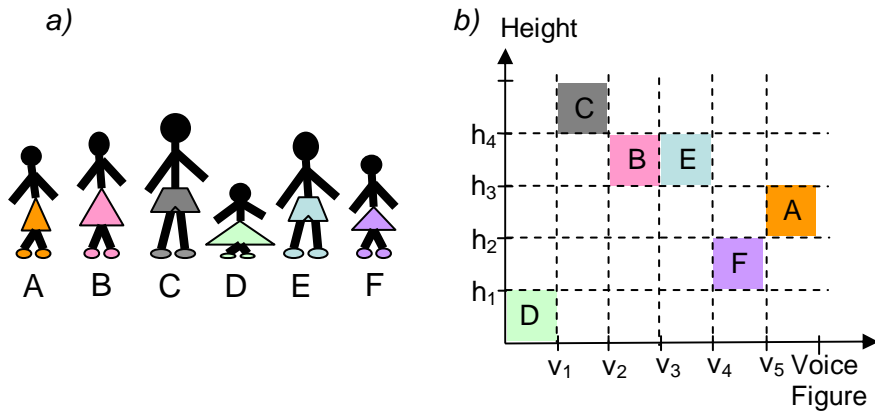 a)
A B C D E F
b)
Height
h4
h3
h2
h1
C
B E
A
F
D
v1 v2 v3 v4 v5 Voice
Figure